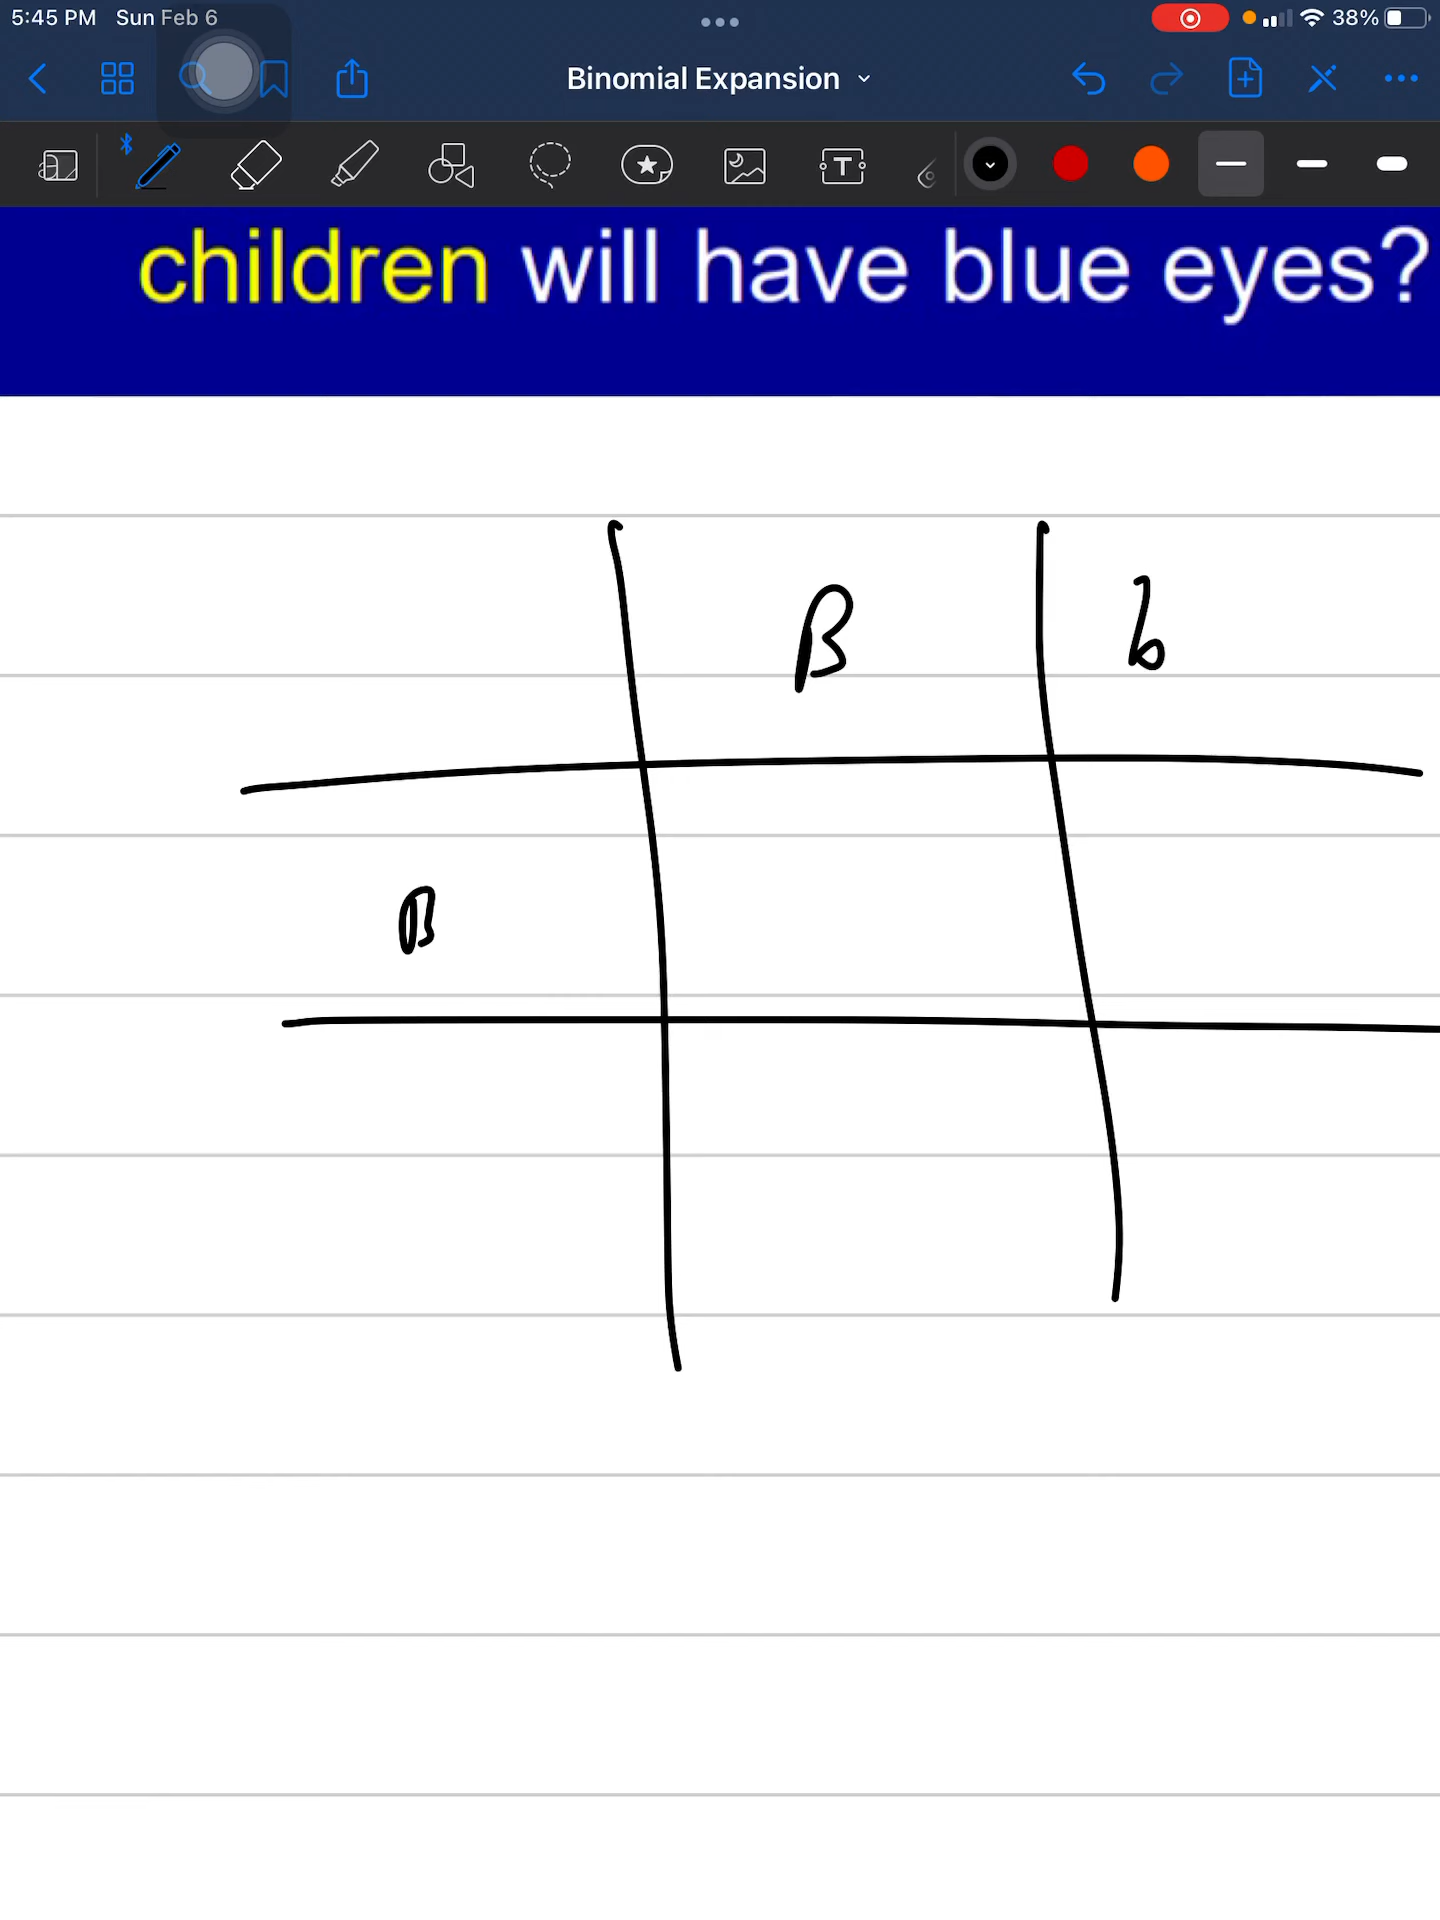 5:45 PM Sun Feb 6 38%
Binomial Expansion
T
children will have blue eyes?
B b
B